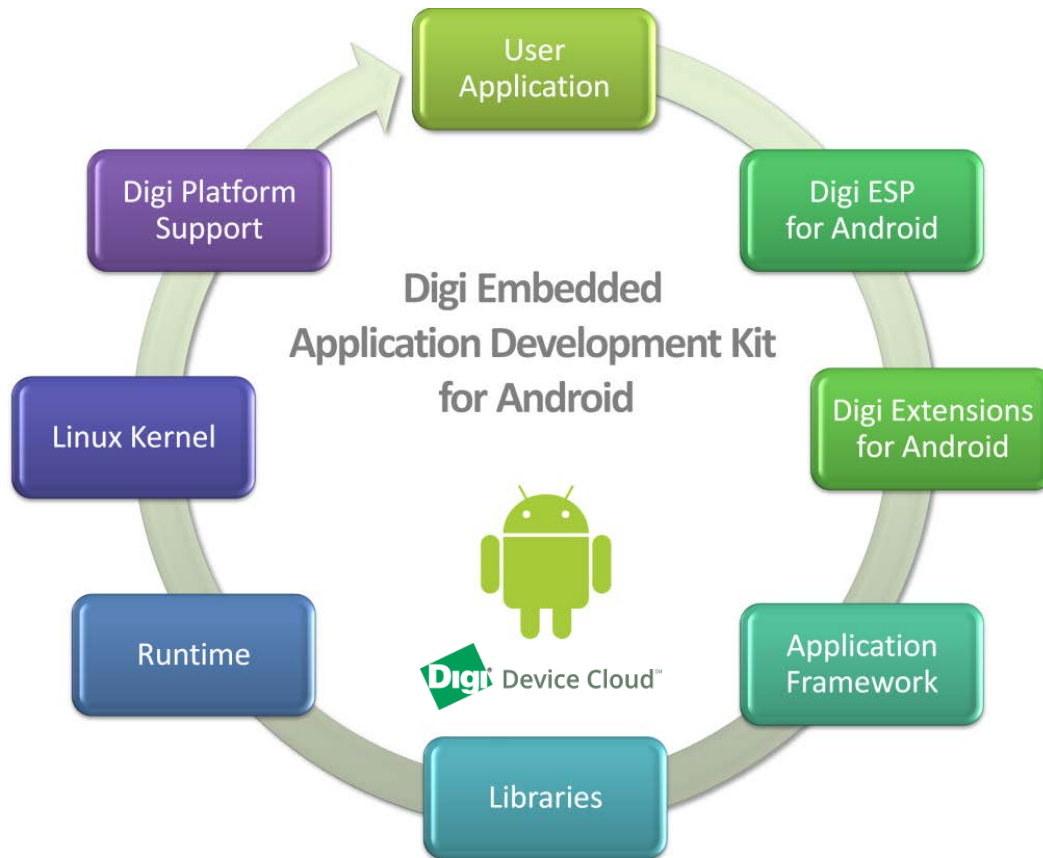 User
Application
Digi ESP
for Android
Digi Extensions
for Android
Application
Framework
Libraries
Runtime
Linux Kernel
Digi Platform
Support
Digi Embedded
Application Development Kit
for Android
Digi Device Cloud™